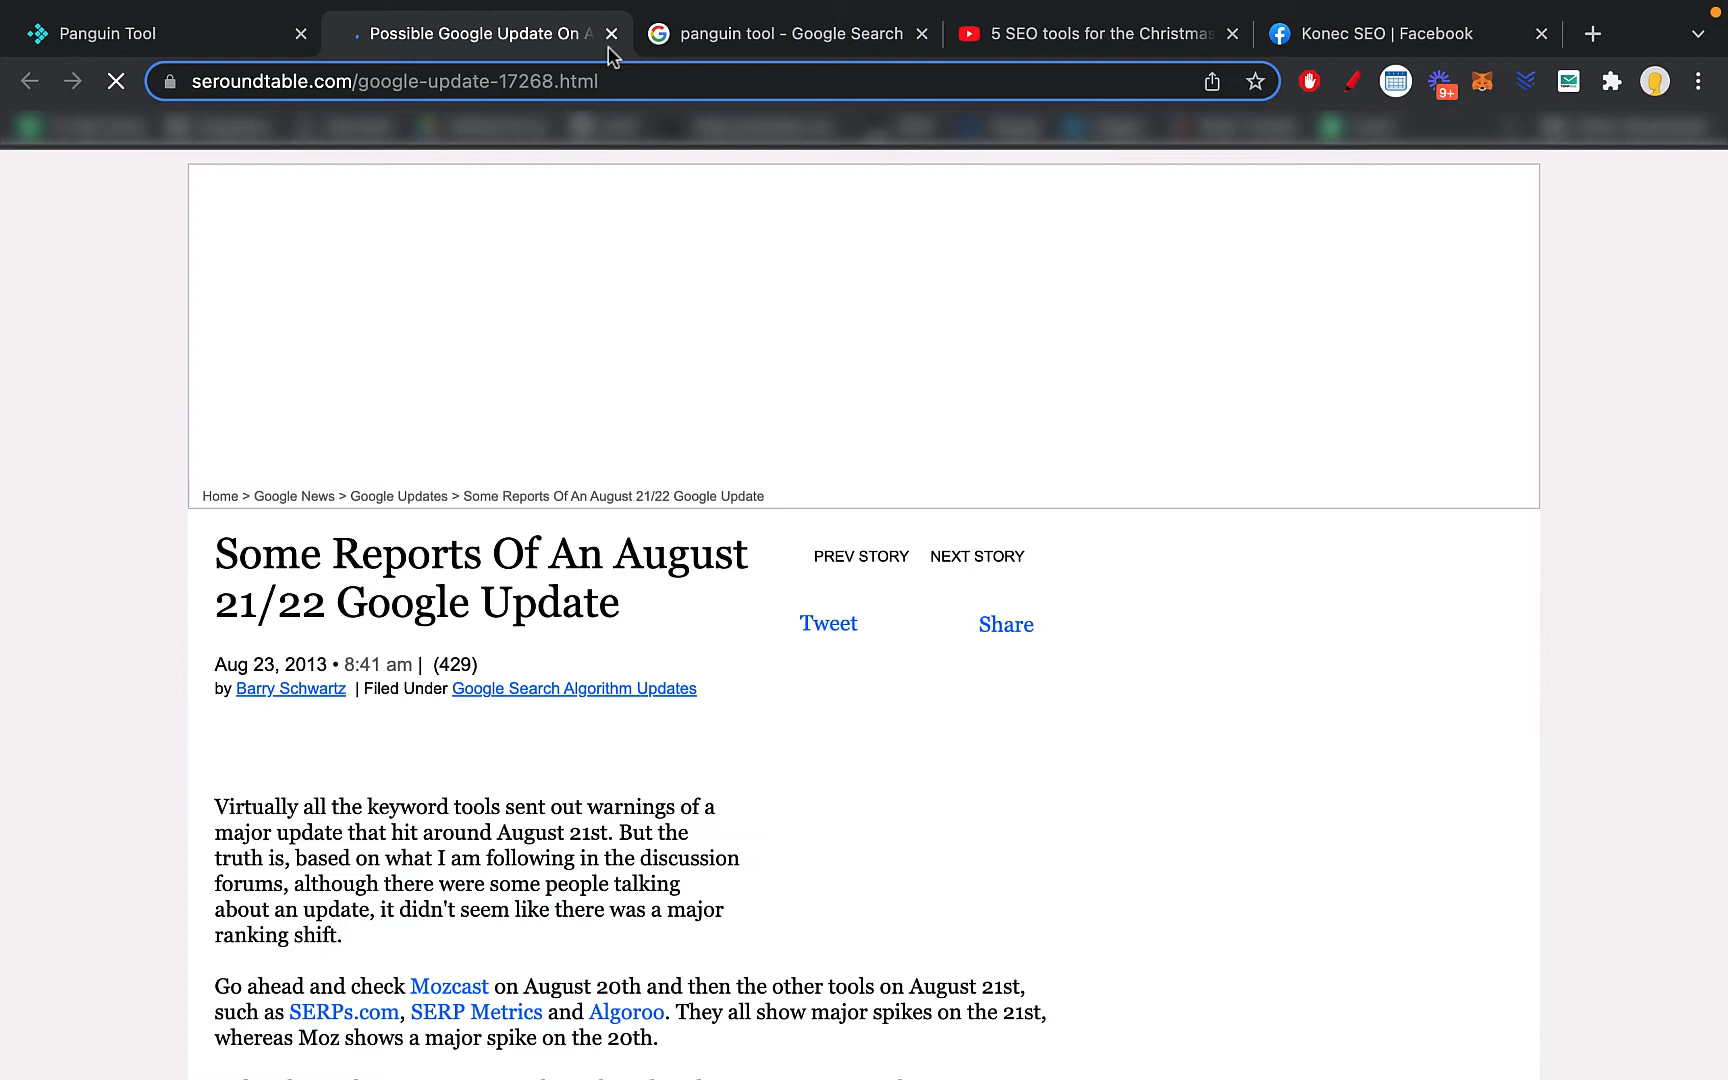 Panguin Tool
Possible Google Update On A
panguin tool - Google Search
5 SEO tools for the Christmas
Konec SEO | Facebook
seroundtable.com/google-update-17268.html
9+
Home > Google News > Google Updates > Some Reports Of An August 21/22 Google Update
Some Reports Of An August
21/22 Google Update
PREV STORY NEXT STORY
Tweet
Share
Aug 23, 2013 • 8:41 am | (429)
by Barry Schwartz | Filed Under Google Search Algorithm Updates
Virtually all the keyword tools sent out warnings of a
major update that hit around August 21st. But the
truth is, based on what I am following in the discussion
forums, although there were some people talking
about an update, it didn't seem like there was a major
ranking shift.
Go ahead and check Mozcast on August 20th and then the other tools on August 21st,
such as SERPs.com, SERP Metrics and Algoroo. They all show major spikes on the 21st,
whereas Moz shows a major spike on the 20th.